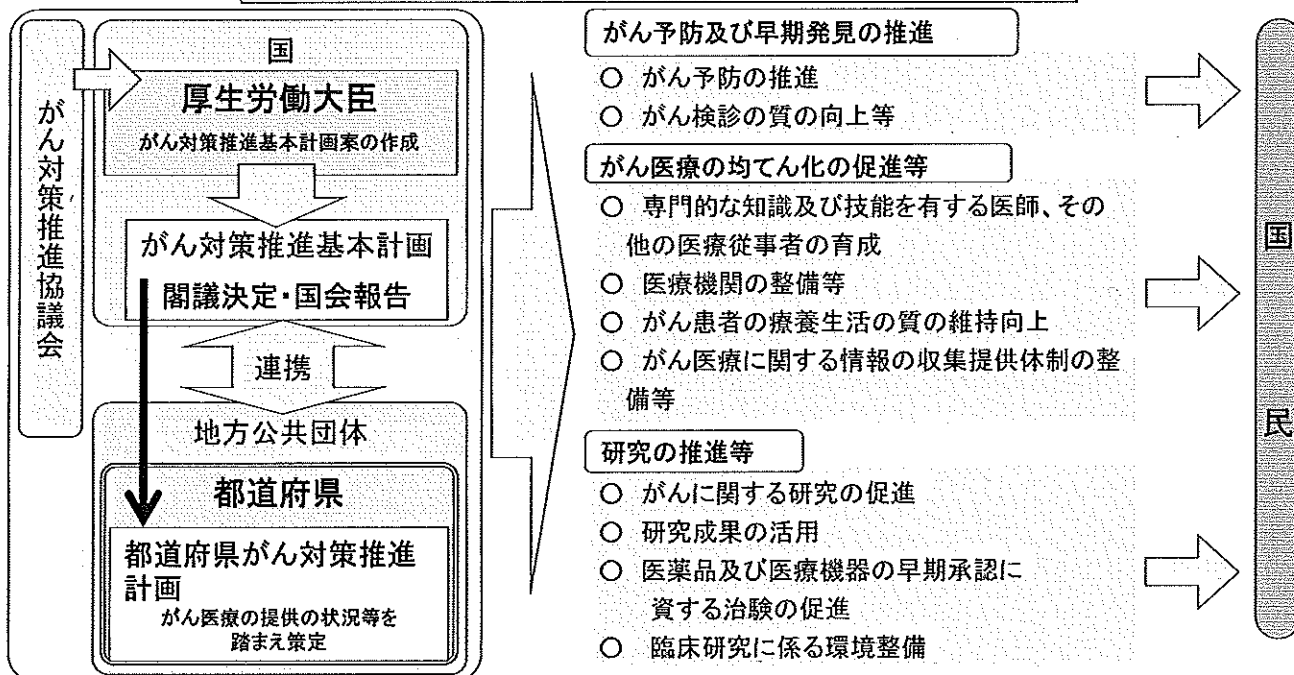 がん対策推進協議会
国
厚生労働大臣
がん対策推進基本計画案の作成
がん対策推進基本計画
閣議決定・国会報告
連携
地方公共団体
都道府県
都道府県がん対策推進
計画
がん医療の提供の状況等を
踏まえ策定
がん予防及び早期発見の推進
○ がん予防の推進
○ がん検診の質の向上等
がん医療の均てん化の促進等
○ 専門的な知識及び技能を有する医師、その
他の医療従事者の育成
○ 医療機関の整備等
○ がん患者の療養生活の質の維持向上
○ がん医療に関する情報の収集提供体制の整
備等
研究の推進等
○ がんに関する研究の促進
○ 研究成果の活用
○ 医薬品及び医療機器の早期承認に
資する治験の促進
○ 臨床研究に係る環境整備
国民